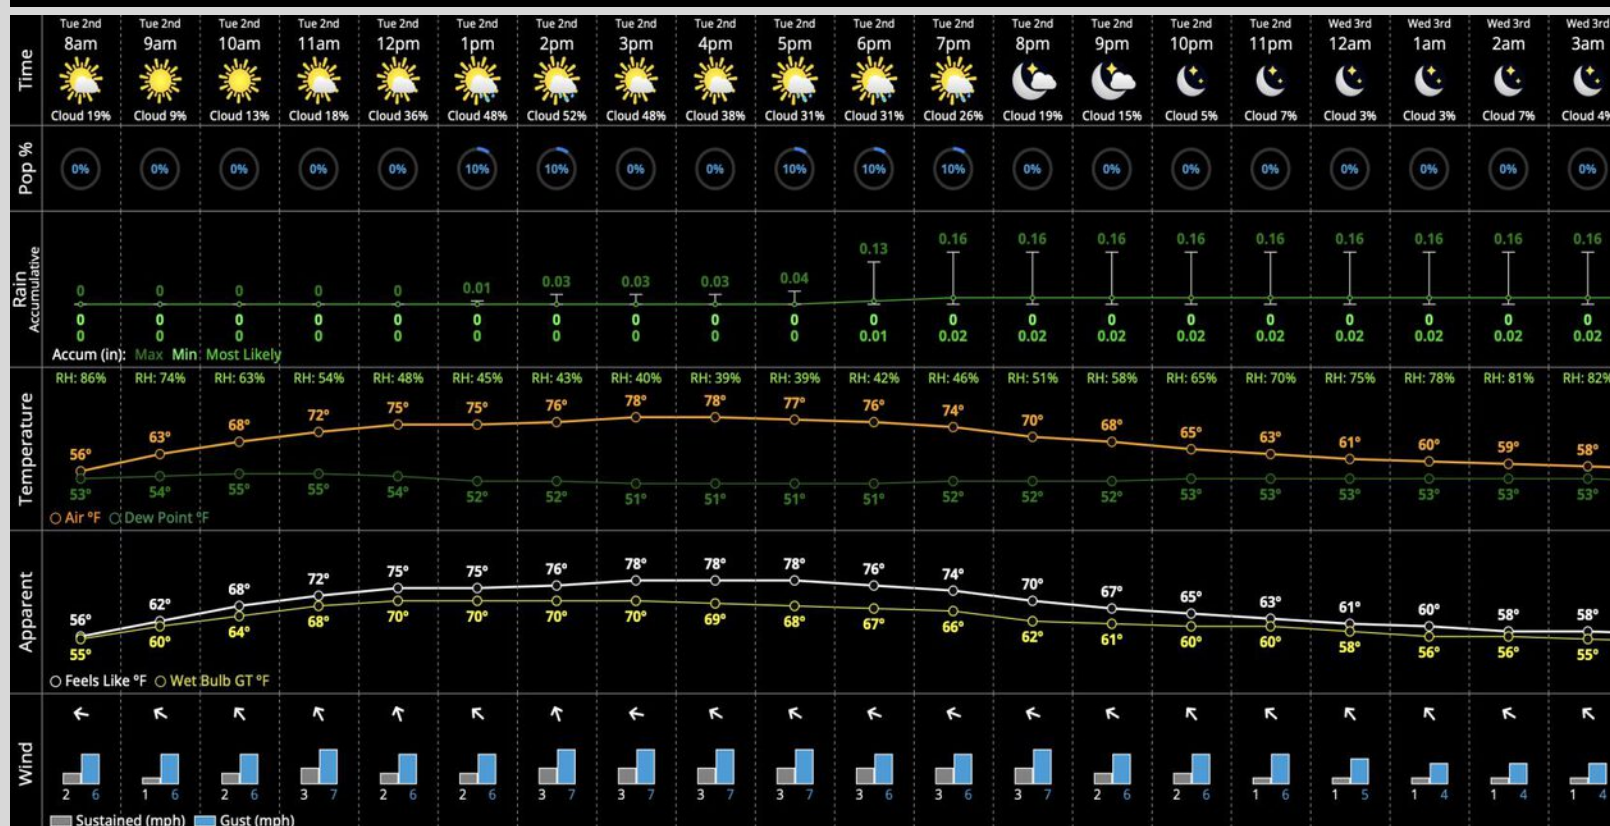 Tue 2nd Tue 2nd Tue 2nd Tue 2nd Tue 2nd Tue 2nd Tue 2nd Tue 2nd Tue 2nd Tue 2nd Tue 2nd Tue 2nd Tue 2nd Tue 2nd Tue 2nd Tue 2nd Wed 3rd Wed 3rd Wed 3rd Wed 3rd
Time 8am 9am 10am 11am 12pm 1pm 2pm 3pm 4pm 5pm 6pm 7pm 8pm 9pm 10pm 11pm 12am 1am 2am 3am
Cloud 19% Cloud 9% Cloud 13% Cloud 18% Cloud 36% Cloud 48% Cloud 52% Cloud 48% Cloud 38% Cloud 31% Cloud 31% Cloud 26% Cloud 19% Cloud 15% Cloud 5% Cloud 7% Cloud 3% Cloud 3% Cloud 7% Cloud 4%
Pop % 0% 0% 0% 0% 0% 10% 10% 0% 0% 10% 10% 10% 0% 0% 0% 0% 0% 0% 0% 0%
Rain
Accumulative
0 0 0 0 0 0.01 0.03 0.03 0.03 0.04 0.13 0.16 0.16 0.16 0.16 0.16 0.16 0.16 0.16 0.16
0 0 0 0 0 0 0 0 0 0 0 0 0 0 0 0 0 0 0 0
0 0 0 0 0 0 0 0 0 0 0.01 0.02 0.02 0.02 0.02 0.02 0.02 0.02 0.02 0.02
Accum (in): Max Min Most Likely
RH: 86% RH: 74% RH: 63% RH: 54% RH: 48% RH: 45% RH: 43% RH: 40% RH: 39% RH: 39% RH: 42% RH: 46% RH: 51% RH: 58% RH: 65% RH: 70% RH: 75% RH: 78% RH: 81% RH: 82%
Temperature
56° 63° 68° 72° 75° 75° 76° 78° 78° 77° 76° 74° 70° 68° 65° 63° 61° 60° 59° 58°
53° 54° 55° 55° 54° 52° 52° 51° 51° 51° 51° 52° 52° 52° 53° 53° 53° 53° 53° 53°
Air °F Dew Point °F
Apparent
56° 62° 68° 72° 75° 75° 76° 78° 78° 78° 76° 74° 70° 67° 65° 63° 61° 60° 58° 58°
55° 60° 64° 68° 70° 70° 70° 70° 69° 68° 67° 66° 62° 61° 60° 60° 58° 56° 56° 55°
Feels Like °F Wet Bulb GT °F
Wind
2 6 1 6 2 6 3 7 2 6 2 6 3 7 3 7 3 7 3 7 3 6 3 6 3 7 2 6 2 6 1 6 1 5 1 4 1 4 1 4
Sustained (mph) Gust (mph)